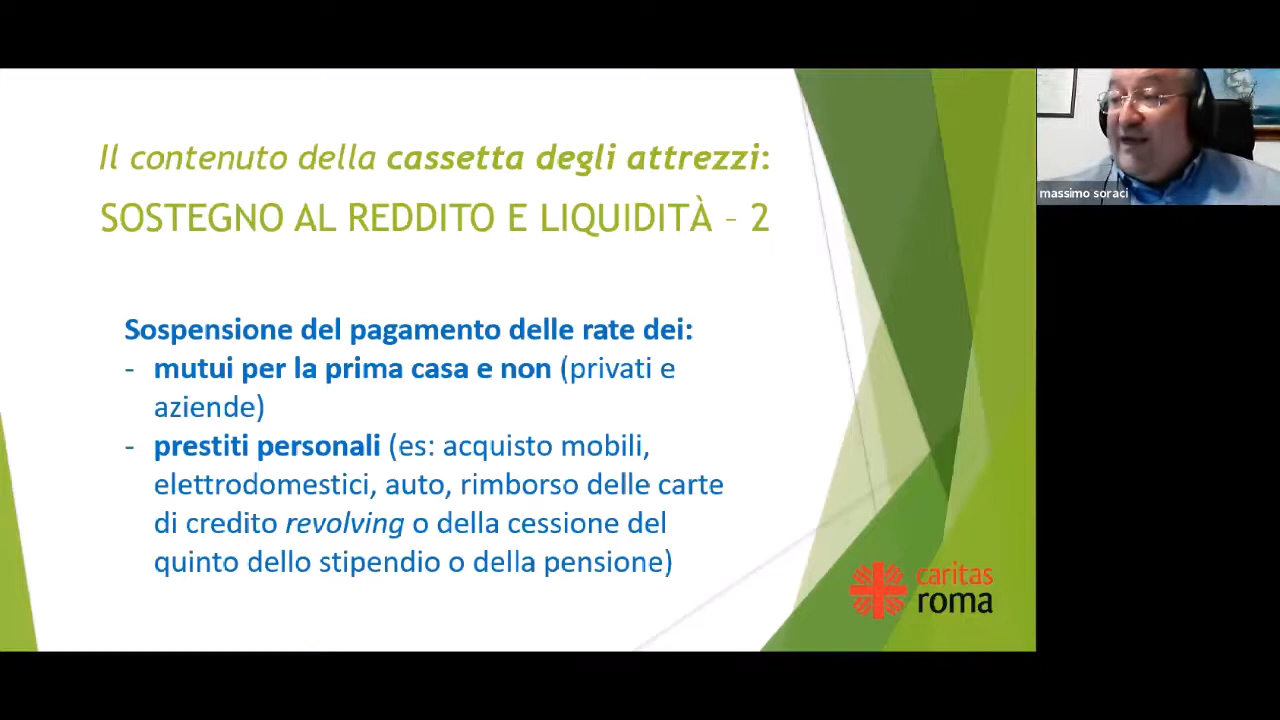 Il contenuto della cassetta degli attrezzi:
SOSTEGNO AL REDDITO E LIQUIDITÀ – 2
massimo soraci
Sospensione del pagamento delle rate dei:
- mutui per la prima casa e non (privati e
aziende)
- prestiti personali (es: acquisto mobili,
elettrodomestici, auto, rimborso delle carte
di credito revolving o della cessione del
quinto dello stipendio o della pensione)
caritas
roma